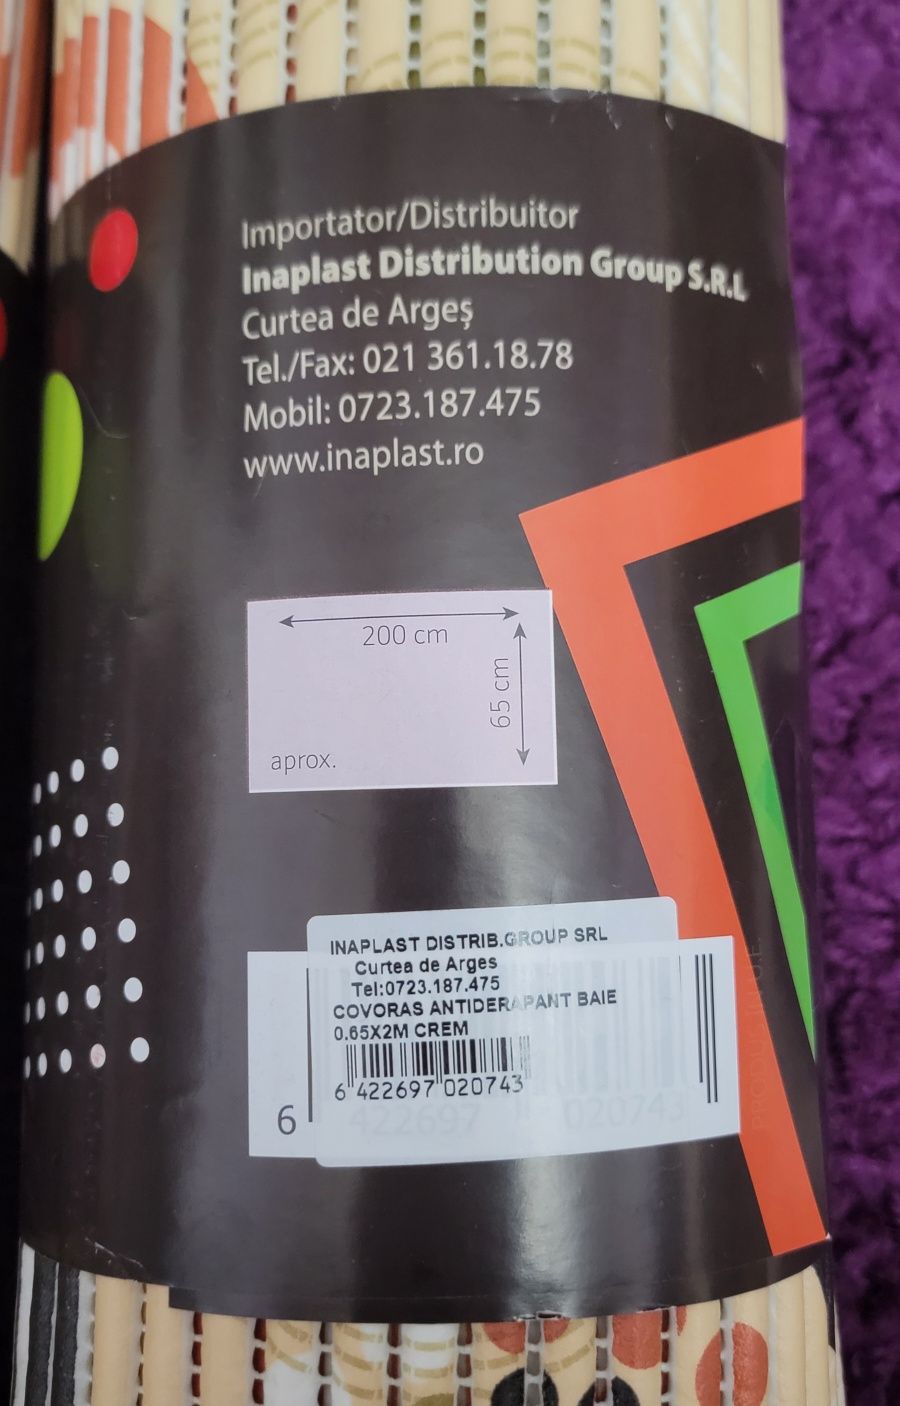 Importator/Distribuitor
Inaplast Distribution Group S.R.L
Curtea de Argeș
Tel./Fax: 021 361.18.78
Mobil: 0723.187.475
www.inaplast.ro
200 cm
65 cm
aprox.
INAPLAST DISTRIB.GROUP SRL
Curtea de Arges
Tel:0723.187.475
COVORAS ANTIDERAPANT BAIE
0.65X2M CREM
6 422697 020743
6 422697 020743